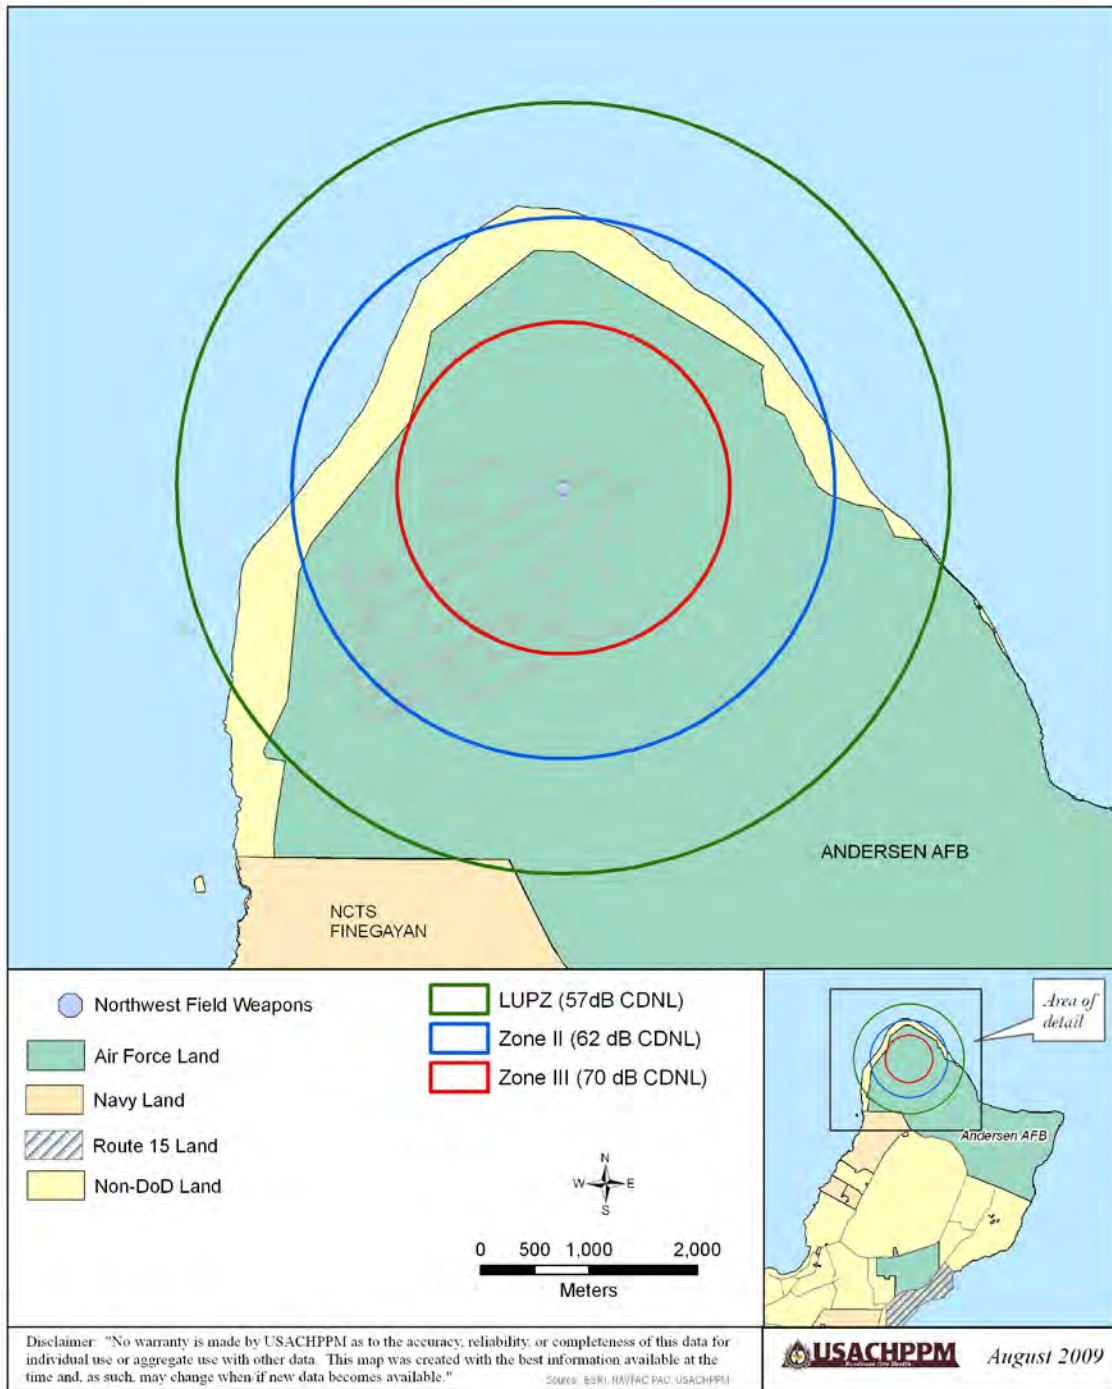 ANDERSEN AFB
NCTS
FINEGAYAN
Northwest Field Weapons
Air Force Land
Navy Land
Route 15 Land
Non-DoD Land
LUPZ (57dB CDNL)
Zone II (62 dB CDNL)
Zone III (70 dB CDNL)
N
W E
S
0 500 1,000 2,000
Meters
Area of
detail
Andersen AFB
Disclaimer: "No warranty is made by USACHPPM as to the accuracy, reliability, or completeness of this data for
individual use or aggregate use with other data. This map was created with the best information available at the
time and, as such, may change when/if new data becomes available."
Source: ESRI, NAVFAC PAC, USACHPPM
USACHPPM
August 2009